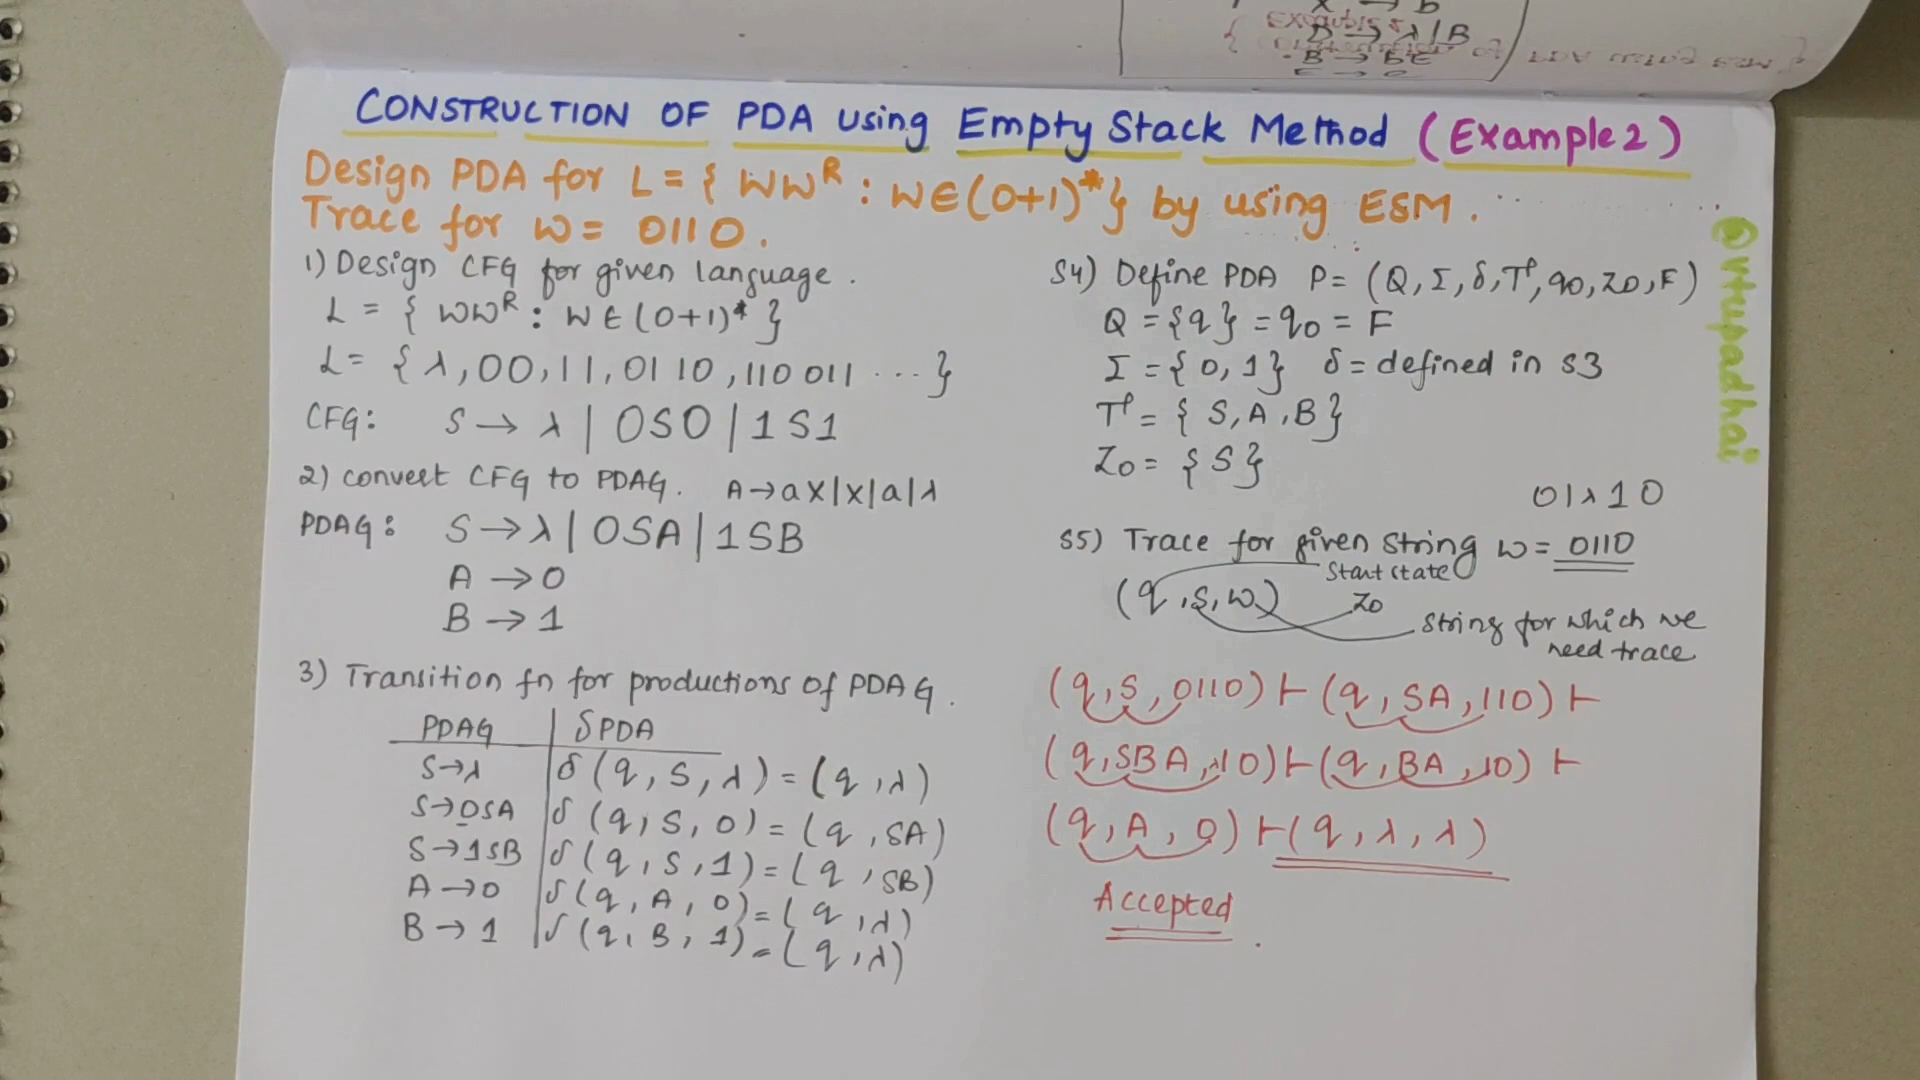 x → b
D → λ | B
B → bE
E → e
CONSTRUCTION OF PDA using Empty Stack Method (Example 2)
Design PDA for L = { WWᴿ : W∈(0+1)* } by using ESM.
Trace for w = 0110.
1) Design CFG for given language.
L = { WWᴿ : W∈(0+1)* }
L = { λ, 00, 11, 0110, 110011 ... }
CFG: S → λ | 0S0 | 1S1
2) convert CFG to PDAG. A → aX|X|a|λ
PDAG: S → λ | 0SA | 1SB
A → 0
B → 1
3) Transition fn for productions of PDAG.
PDAG | δPDA
S→λ | δ(q, S, λ) = (q, λ)
S→0SA | δ(q, S, 0) = (q, SA)
S→1SB | δ(q, S, 1) = (q, SB)
A→0 | δ(q, A, 0) = (q, λ)
B→1 | δ(q, B, 1) = (q, λ)
S4) Define PDA P = (Q, Σ, δ, Γ, q0, Z0, F)
Q = {q} = q0 = F
Σ = {0, 1} δ = defined in S3
Γ = { S, A, B }
Z0 = { S }
01λ10
S5) Trace for given string w = 0110
Start state
(q, S, w) Z0
string for which we
need trace
(q, S, 0110) ⊢ (q, SA, 110) ⊢
(q, SBA, λ10) ⊢ (q, BA, 10) ⊢
(q, A, 0) ⊢ (q, λ, λ)
Accepted.
@rtupadhai